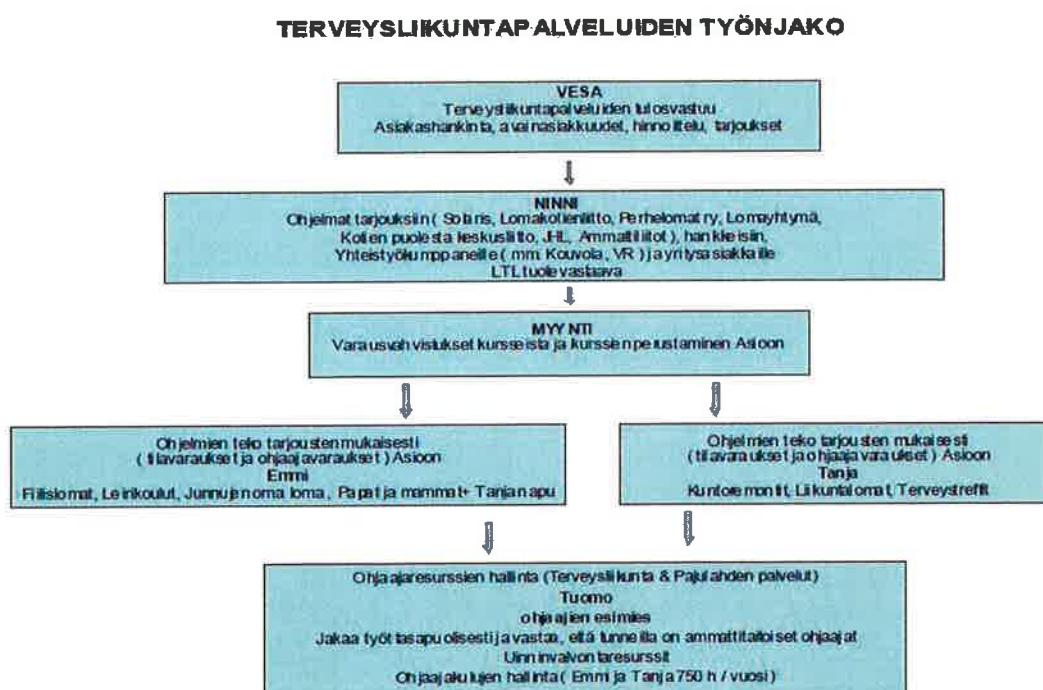 TERVEYSLIIKUNTAPALVELUIDEN TYÖNJAKO
VESA
Terveysliikuntapalveluiden tulosvastuu
Asiakashankinta, avainasiakkuudet, hinnoittelu, tarjoukset
NINNI
Ohjelmat tarjouksiin ( Solaris, Lomakotienliitto, Perhelomat ry, Lomayhtymä,
Kotien puolesta keskusliitto, JHL, Ammattiliitot), hankkeisiin,
Yhteistyökumppaneille ( mm. Kouvola, VR ) ja yritysasiakkaille
LTL tuolevastaava
MYYNTI
Varausvahvistukset kursseista ja kurssien perustaminen Asioon
Ohjelmien teko tarjousten mukaisesti
( tilavaraukset ja ohjaajavaraukset ) Asioon
Emmi
Fiilislomat, Leirikoulut, Junnujen oma loma, Papat ja mammat+ Tanjan apu
Ohjelmien teko tarjousten mukaisesti
(tilavaraukset ja ohjaajavaraukset ) Asioon
Tanja
Kuntoremontit, Liikuntalomat, Terveystreffit
Ohjaajaresurssien hallinta (Terveysliikunta & Pajulahden palvelut)
Tuomo
ohjaajien esimies
Jakaa työt tasapuolisesti ja vastaa, että tunneilla on ammattitaitoiset ohjaajat
Uinninvalvontaresurssit
Ohjaajakulujen hallinta ( Emmi ja Tanja 750 h / vuosi)